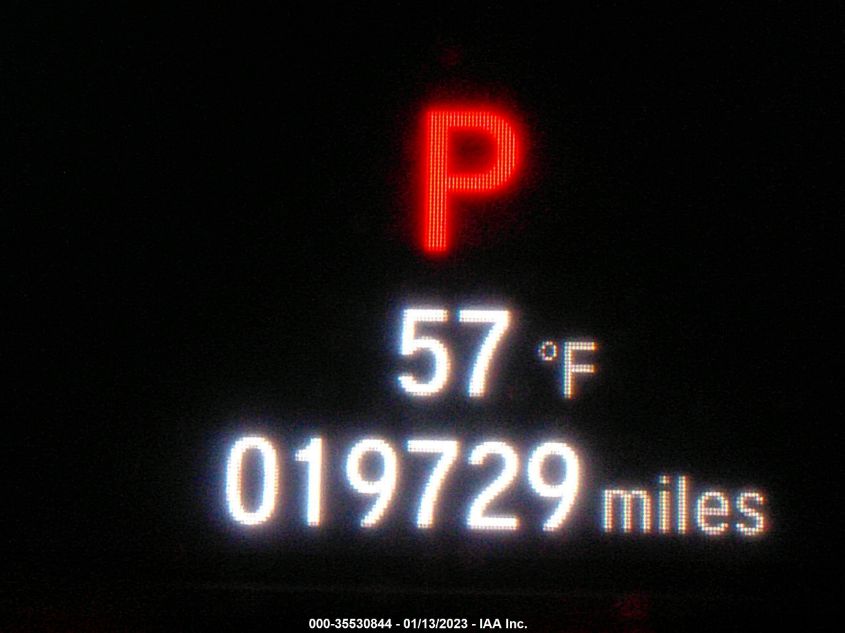 P
57 °F
019729 miles
000-35530844 - 01/13/2023 - IAA Inc.